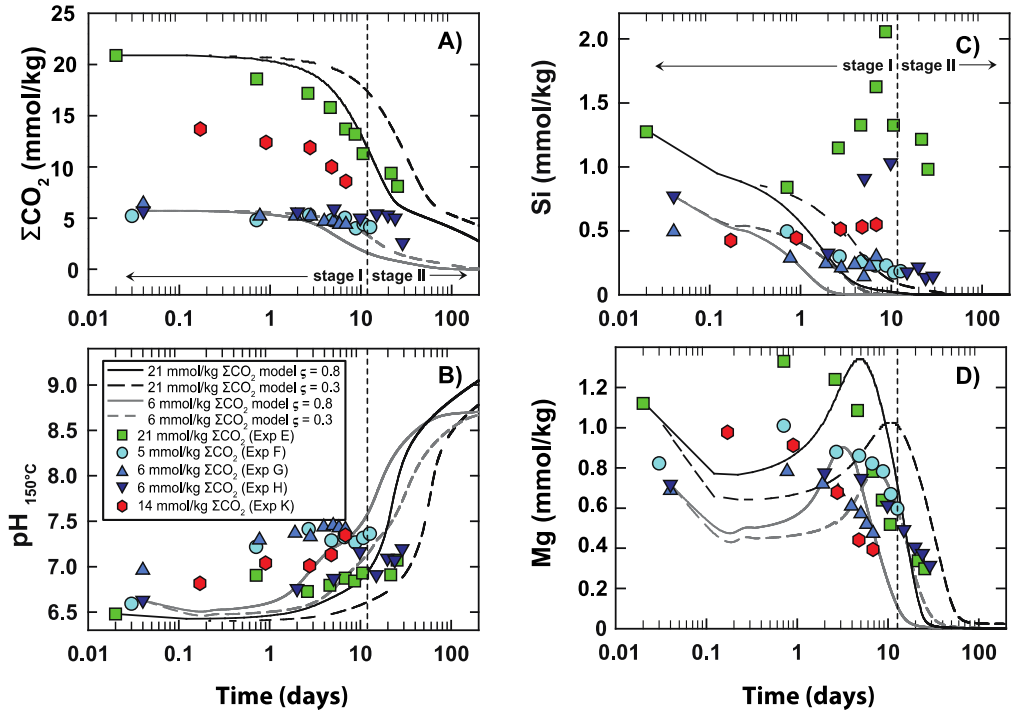 A)
25
20
15
10
5
0
ΣCO2 (mmol/kg)
stage I stage II
0.01 0.1 1 10 100
C)
stage I stage II
2.0
1.5
1.0
0.5
0
Si (mmol/kg)
0.01 0.1 1 10 100
B)
21 mmol/kg ΣCO2 model ς = 0.8
21 mmol/kg ΣCO2 model ς = 0.3
6 mmol/kg ΣCO2 model ς = 0.8
6 mmol/kg ΣCO2 model ς = 0.3
21 mmol/kg ΣCO2 (Exp E)
5 mmol/kg ΣCO2 (Exp F)
6 mmol/kg ΣCO2 (Exp G)
6 mmol/kg ΣCO2 (Exp H)
14 mmol/kg ΣCO2 (Exp K)
9.0
8.5
8.0
7.5
7.0
6.5
pH 150°C
0.01 0.1 1 10 100
Time (days)
D)
1.4
1.2
1.0
0.8
0.6
0.4
0.2
0
Mg (mmol/kg)
0.01 0.1 1 10 100
Time (days)